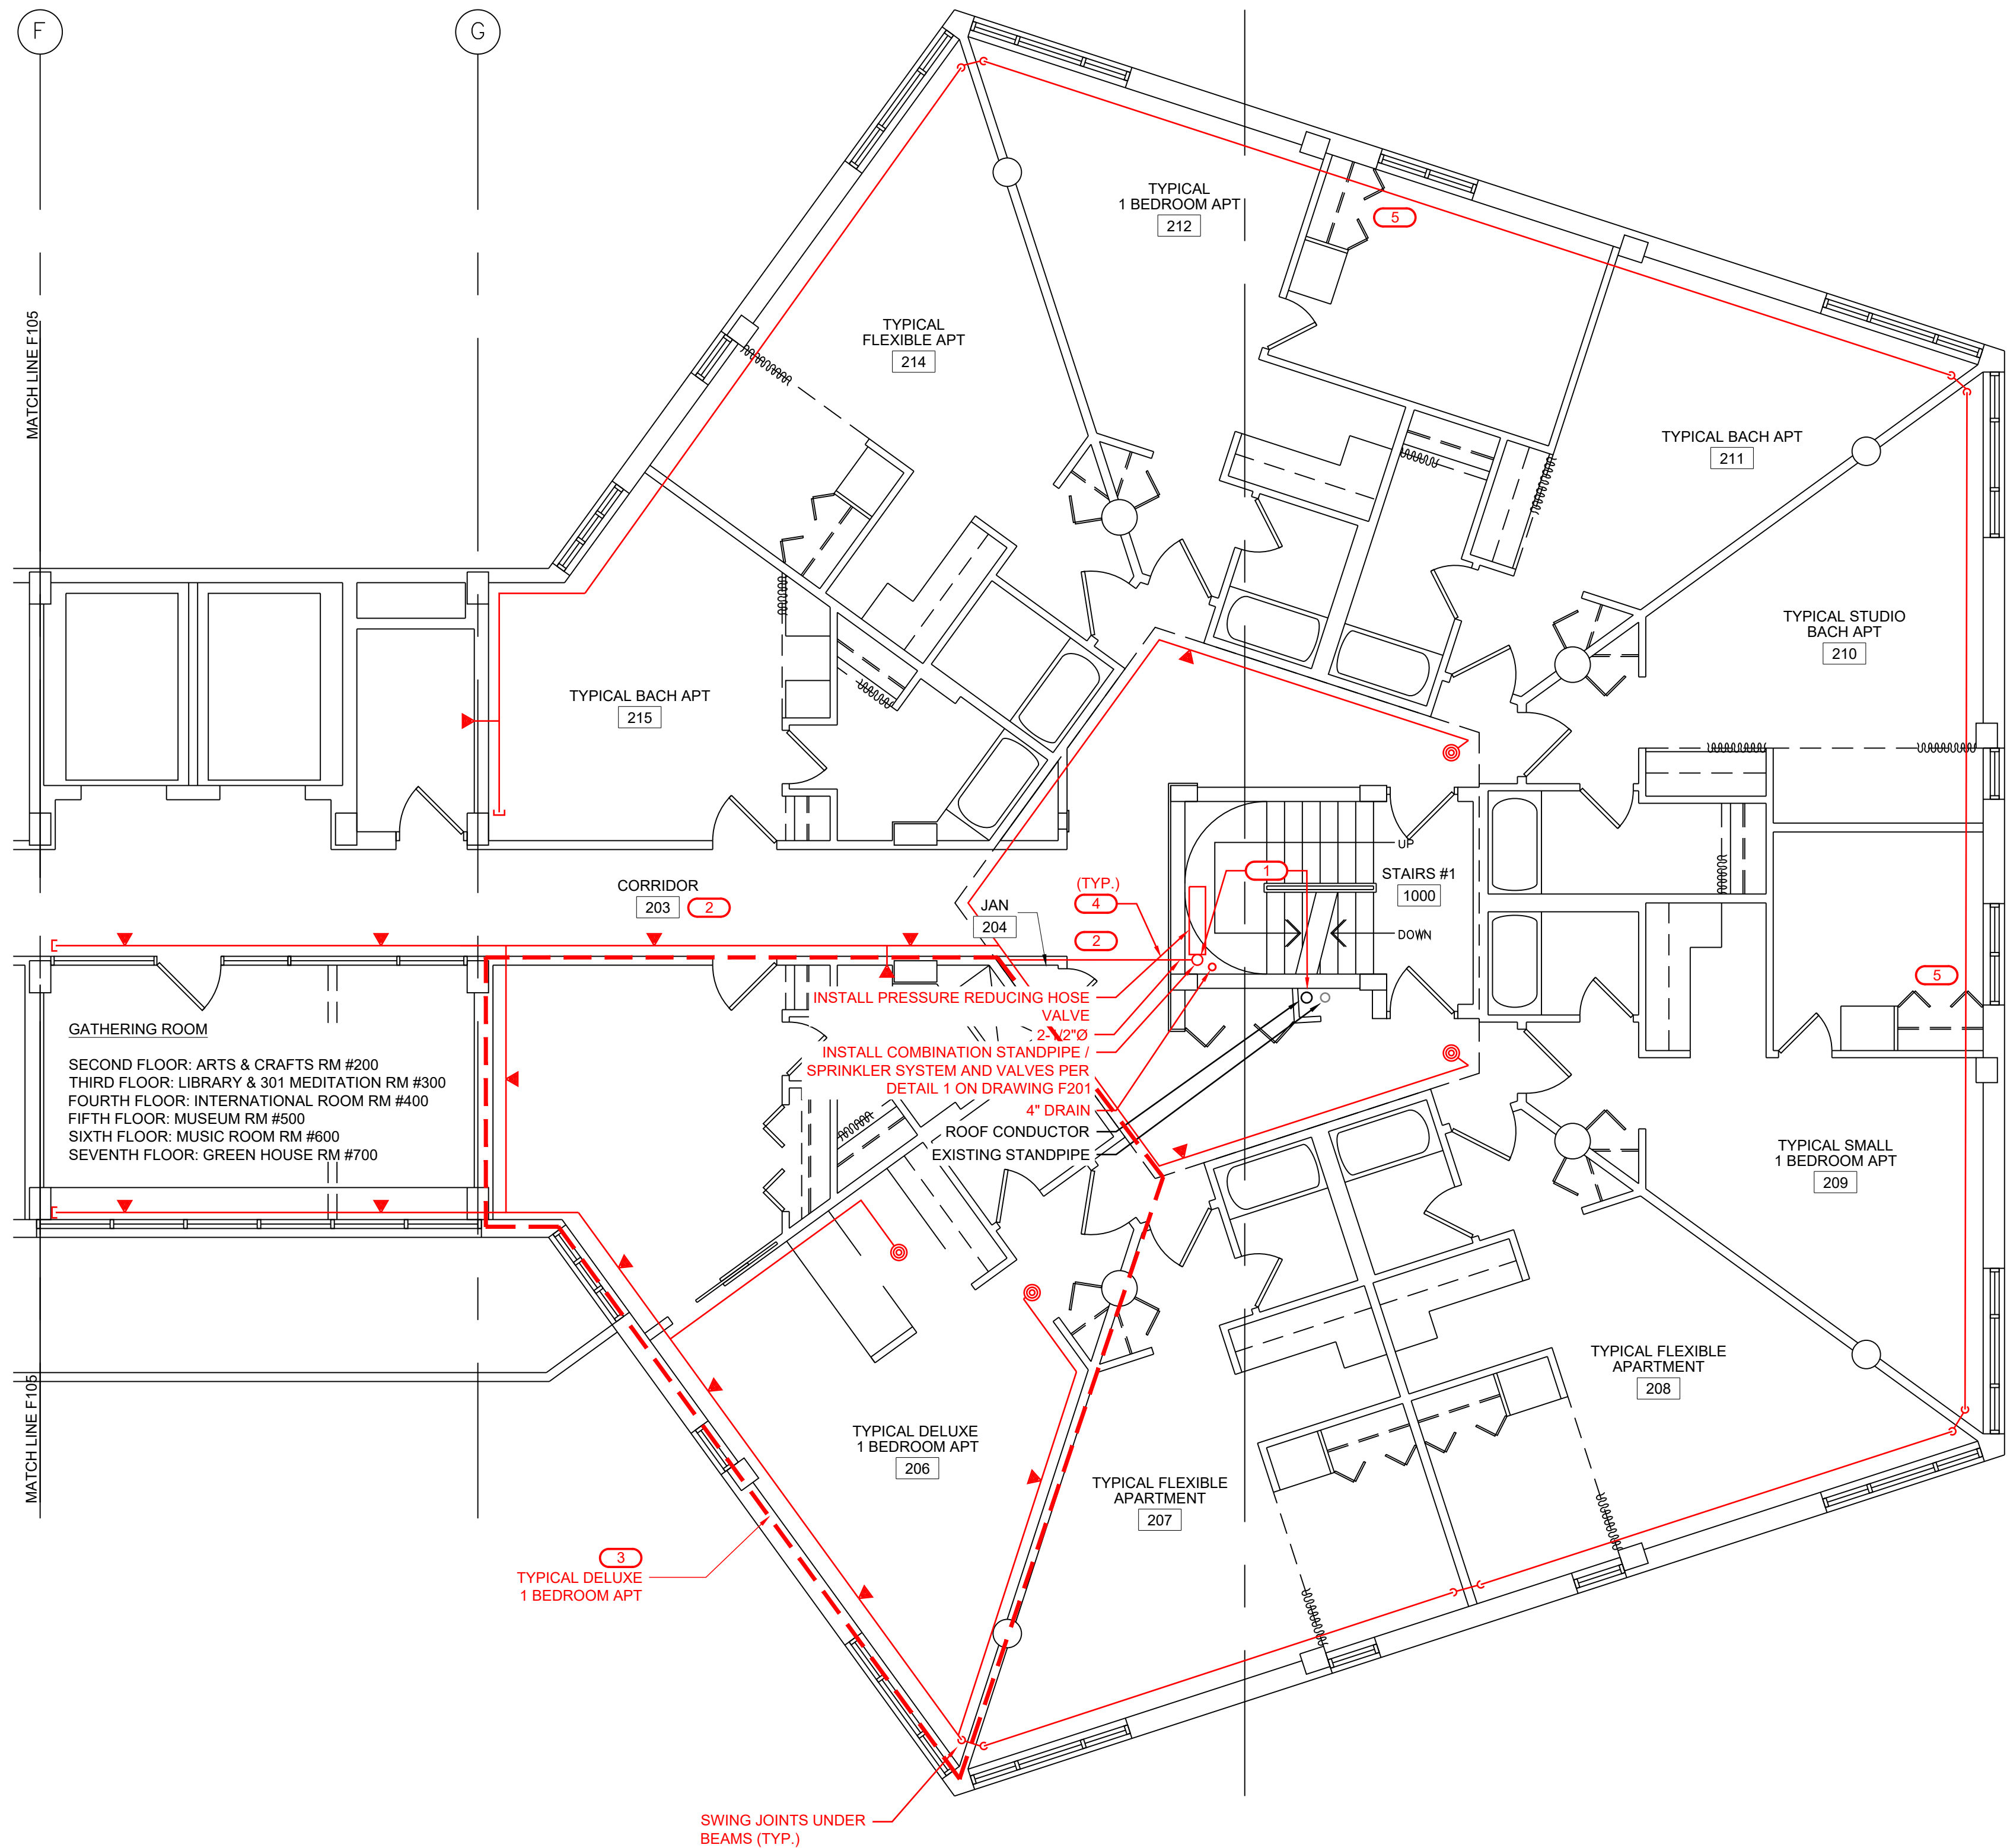 F
G
MATCH LINE F105
TYPICAL
1 BEDROOM APT
212
5
TYPICAL
FLEXIBLE APT
214
TYPICAL BACH APT
211
TYPICAL STUDIO
BACH APT
210
TYPICAL BACH APT
215
UP
1
STAIRS #1
1000
DOWN
CORRIDOR
203
2
JAN
204
(TYP.)
4
2
5
INSTALL PRESSURE REDUCING HOSE
VALVE
2-1/2"Ø
INSTALL COMBINATION STANDPIPE /
SPRINKLER SYSTEM AND VALVES PER
DETAIL 1 ON DRAWING F201
4" DRAIN
ROOF CONDUCTOR
EXISTING STANDPIPE
GATHERING ROOM
SECOND FLOOR: ARTS & CRAFTS RM #200
THIRD FLOOR: LIBRARY & 301 MEDITATION RM #300
FOURTH FLOOR: INTERNATIONAL ROOM RM #400
FIFTH FLOOR: MUSEUM RM #500
SIXTH FLOOR: MUSIC ROOM RM #600
SEVENTH FLOOR: GREEN HOUSE RM #700
TYPICAL SMALL
1 BEDROOM APT
209
TYPICAL FLEXIBLE
APARTMENT
208
MATCH LINE F105
TYPICAL DELUXE
1 BEDROOM APT
206
TYPICAL FLEXIBLE
APARTMENT
207
3
TYPICAL DELUXE
1 BEDROOM APT
SWING JOINTS UNDER
BEAMS (TYP.)